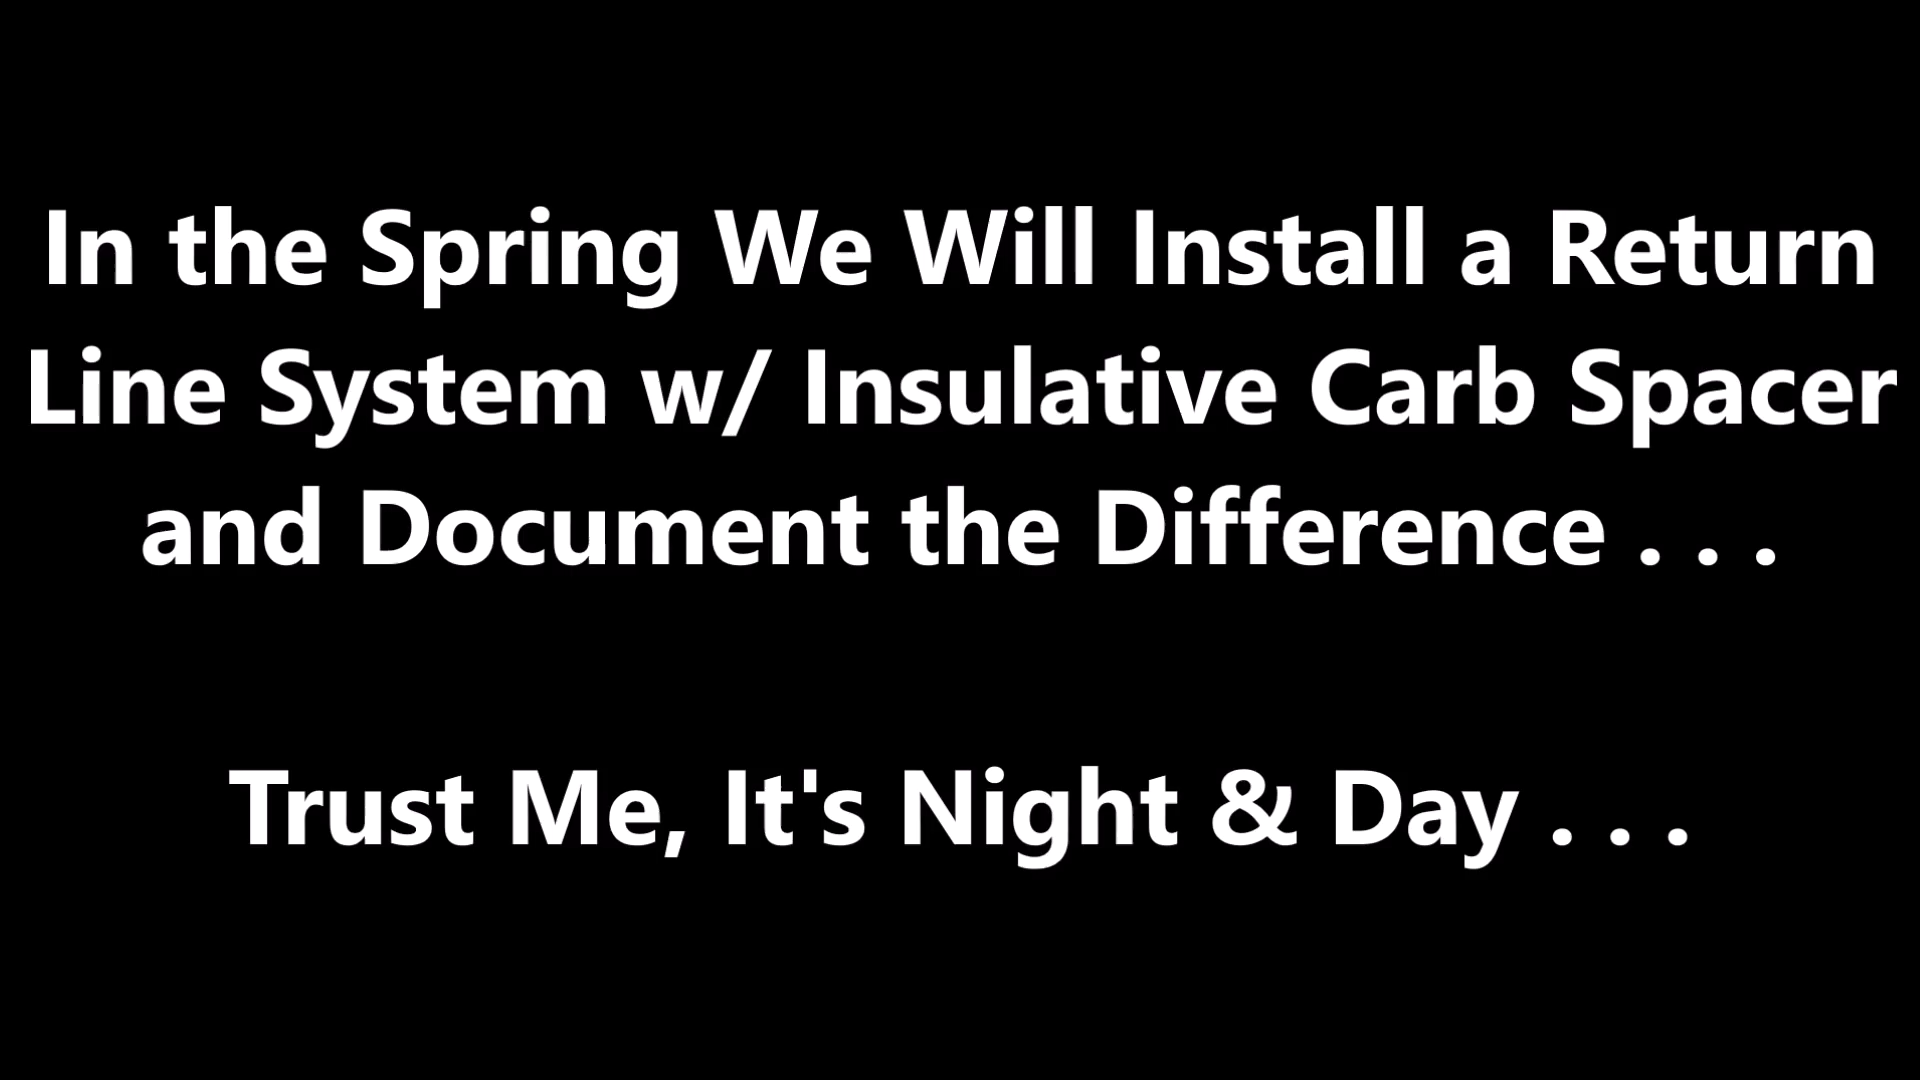 In the Spring We Will Install a Return
Line System w/ Insulative Carb Spacer
and Document the Difference . . .
Trust Me, It's Night & Day . . .